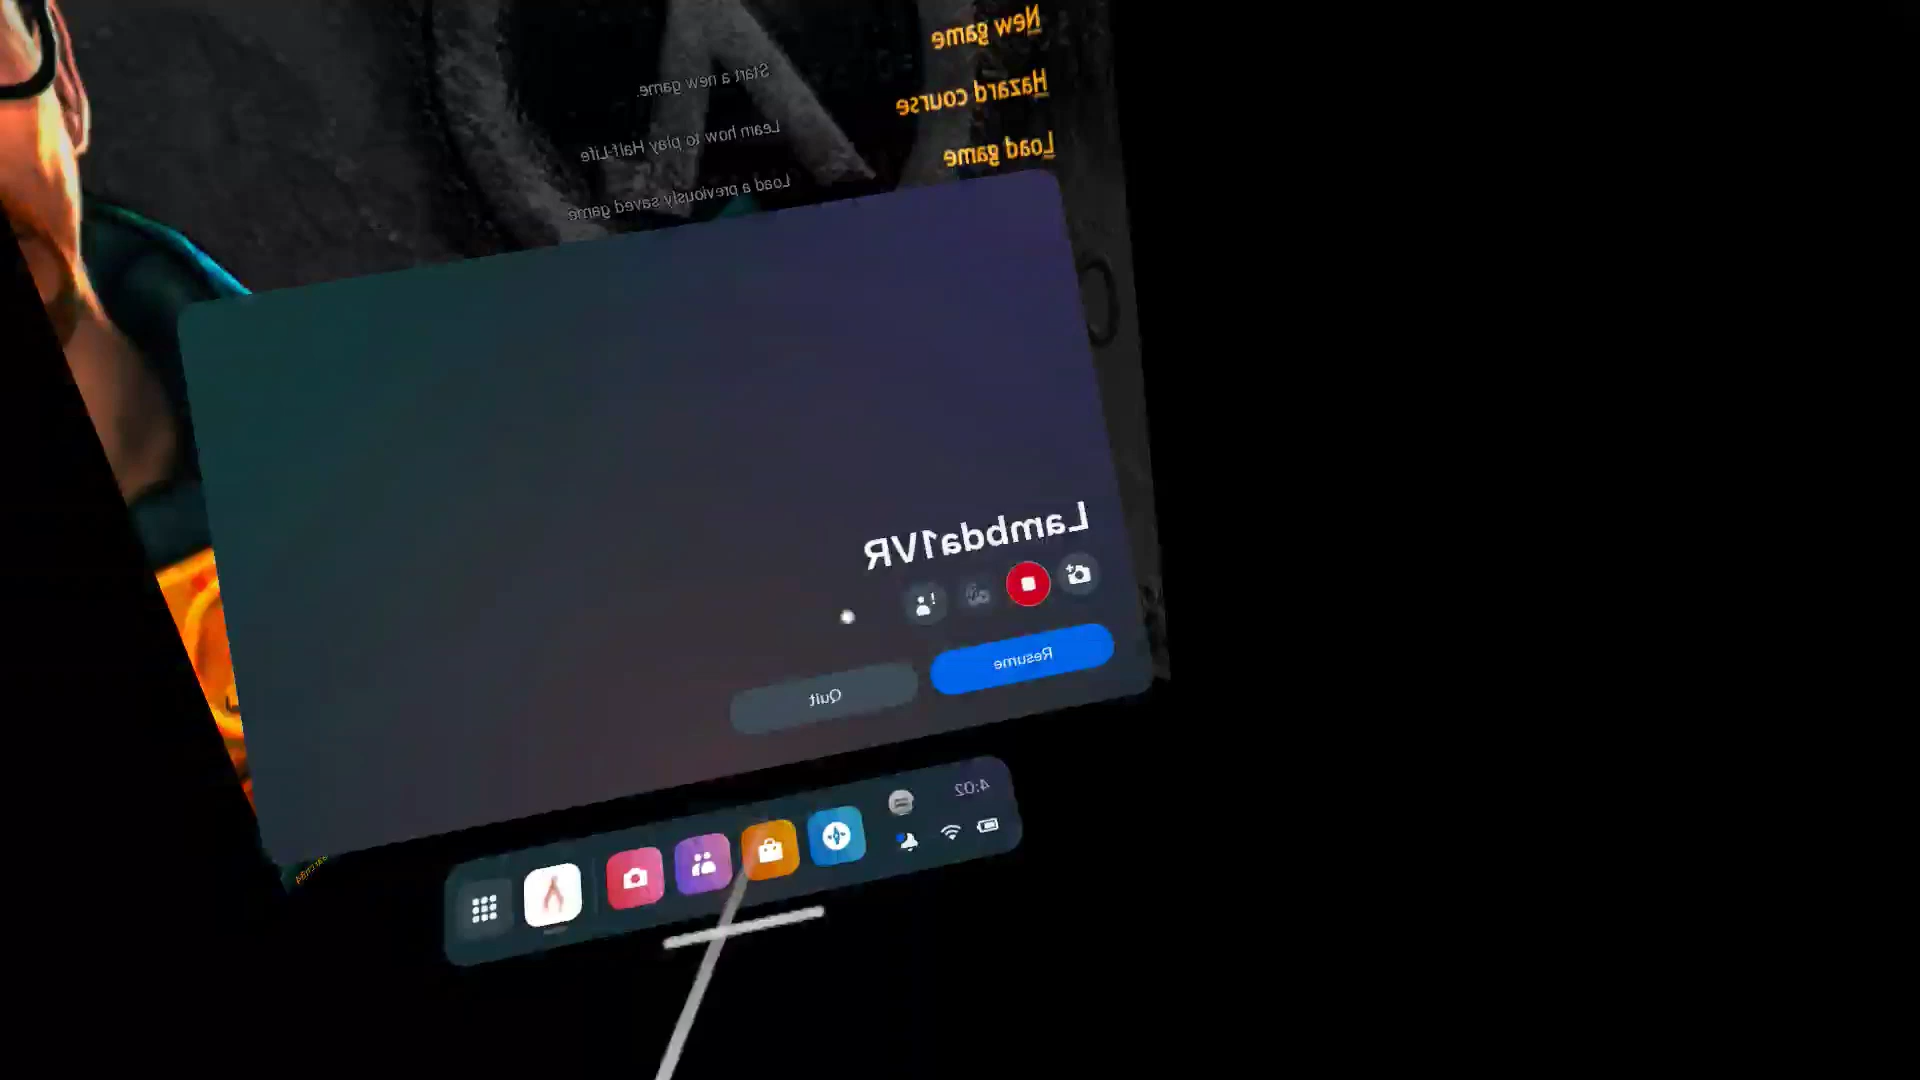 New game
Start a new game.
Hazard course
Learn how to play Half-Life
Load game
Load a previously saved game
Lambda1VR
Resume
Quit
4:02